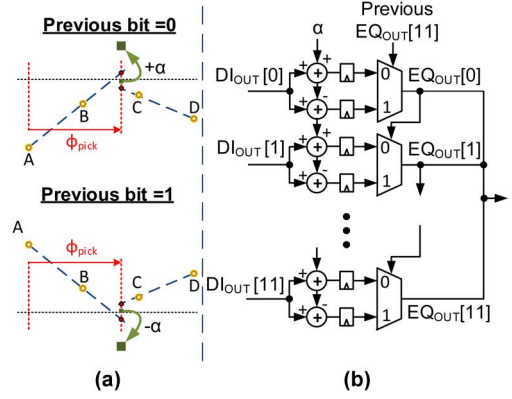 Previous bit =0
+α
B
C
D
A
Φpick
Previous bit =1
A
Φpick
B
C
D
-α
(a)
Previous
α
EQOUT[11]
+
+
+
0
EQOUT[0]
DIOUT[0]
+
-
+
1
+
+
+
0
EQOUT[1]
DIOUT[1]
+
-
+
1
+
+
+
0
DIOUT[11]
+
-
+
1
EQOUT[11]
(b)